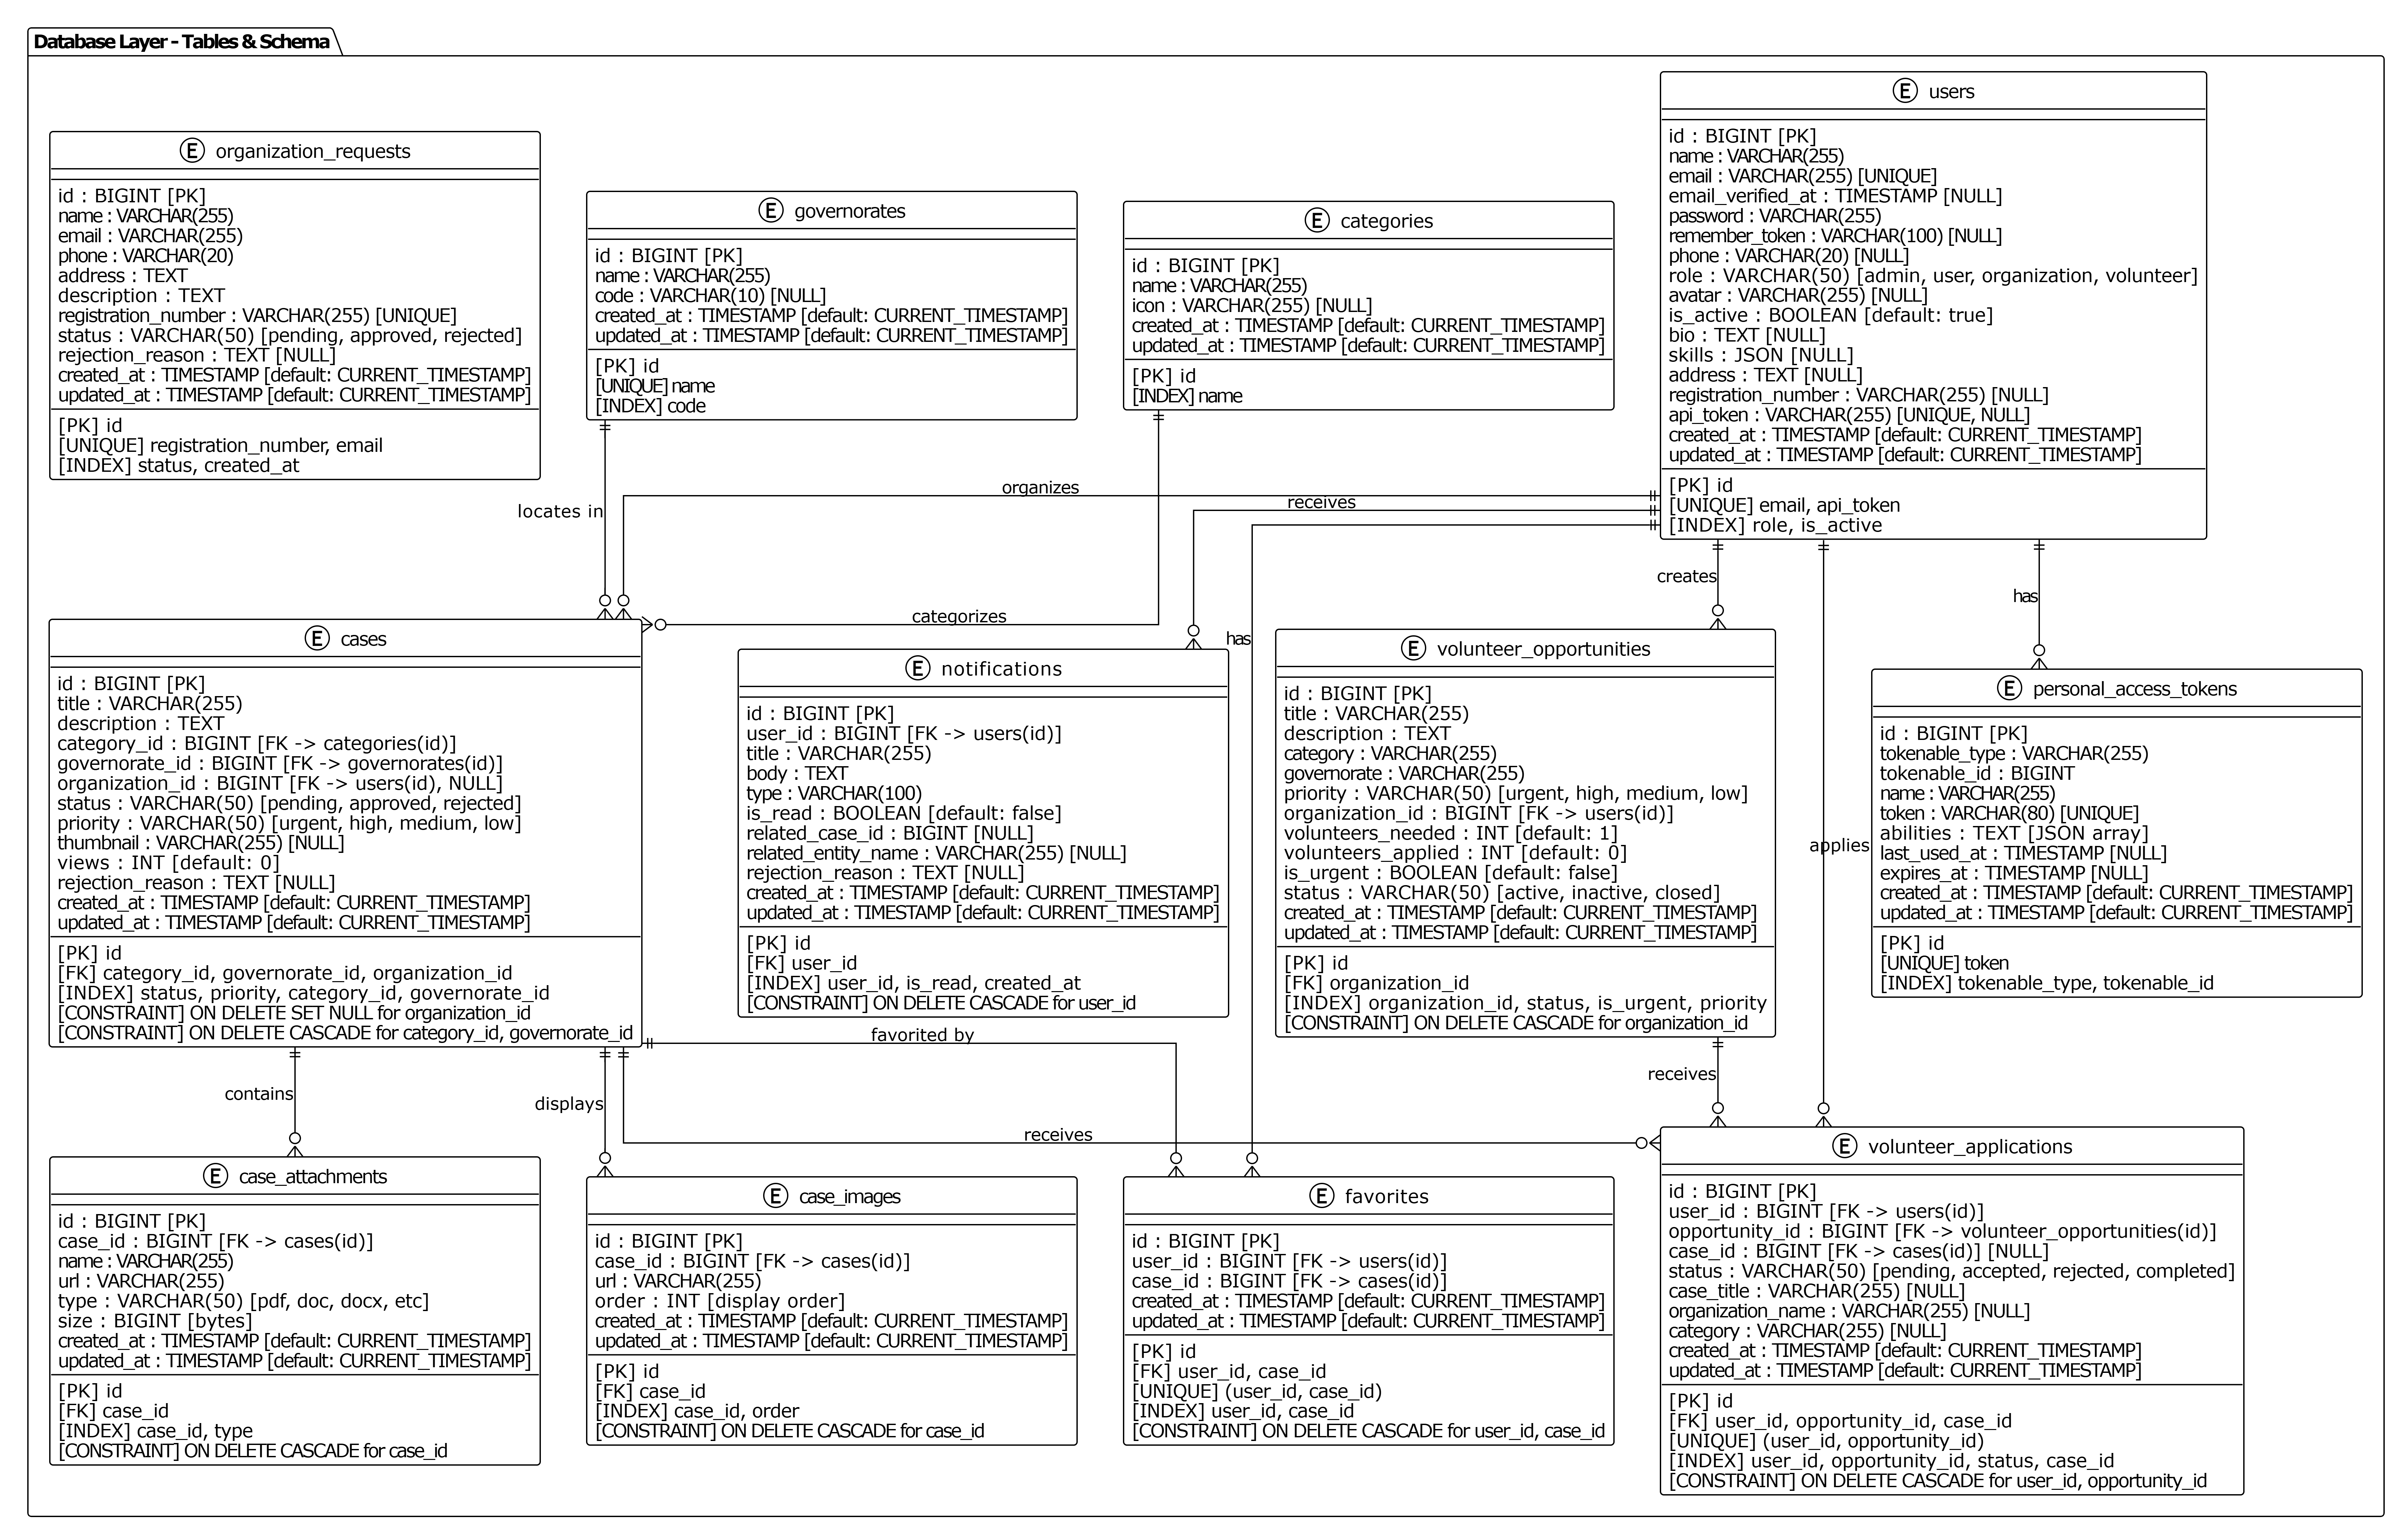 Database Layer - Tables & Schema
E users
id : BIGINT [PK]
name : VARCHAR(255)
email : VARCHAR(255) [UNIQUE]
email_verified_at : TIMESTAMP [NULL]
password : VARCHAR(255)
remember_token : VARCHAR(100) [NULL]
phone : VARCHAR(20) [NULL]
role : VARCHAR(50) [admin, user, organization, volunteer]
avatar : VARCHAR(255) [NULL]
is_active : BOOLEAN [default: true]
bio : TEXT [NULL]
skills : JSON [NULL]
address : TEXT [NULL]
registration_number : VARCHAR(255) [NULL]
api_token : VARCHAR(255) [UNIQUE, NULL]
created_at : TIMESTAMP [default: CURRENT_TIMESTAMP]
updated_at : TIMESTAMP [default: CURRENT_TIMESTAMP]
[PK] id
[UNIQUE] email, api_token
[INDEX] role, is_active
E organization_requests
id : BIGINT [PK]
name : VARCHAR(255)
email : VARCHAR(255)
phone : VARCHAR(20)
address : TEXT
description : TEXT
registration_number : VARCHAR(255) [UNIQUE]
status : VARCHAR(50) [pending, approved, rejected]
rejection_reason : TEXT [NULL]
created_at : TIMESTAMP [default: CURRENT_TIMESTAMP]
updated_at : TIMESTAMP [default: CURRENT_TIMESTAMP]
[PK] id
[UNIQUE] registration_number, email
[INDEX] status, created_at
E governorates
id : BIGINT [PK]
name : VARCHAR(255)
code : VARCHAR(10) [NULL]
created_at : TIMESTAMP [default: CURRENT_TIMESTAMP]
updated_at : TIMESTAMP [default: CURRENT_TIMESTAMP]
[PK] id
[UNIQUE] name
[INDEX] code
E categories
id : BIGINT [PK]
name : VARCHAR(255)
icon : VARCHAR(255) [NULL]
created_at : TIMESTAMP [default: CURRENT_TIMESTAMP]
updated_at : TIMESTAMP [default: CURRENT_TIMESTAMP]
[PK] id
[INDEX] name
organizes
receives
locates in
creates
has
categorizes
has
applies
E cases
id : BIGINT [PK]
title : VARCHAR(255)
description : TEXT
category_id : BIGINT [FK -> categories(id)]
governorate_id : BIGINT [FK -> governorates(id)]
organization_id : BIGINT [FK -> users(id), NULL]
status : VARCHAR(50) [pending, approved, rejected]
priority : VARCHAR(50) [urgent, high, medium, low]
thumbnail : VARCHAR(255) [NULL]
views : INT [default: 0]
rejection_reason : TEXT [NULL]
created_at : TIMESTAMP [default: CURRENT_TIMESTAMP]
updated_at : TIMESTAMP [default: CURRENT_TIMESTAMP]
[PK] id
[FK] category_id, governorate_id, organization_id
[INDEX] status, priority, category_id, governorate_id
[CONSTRAINT] ON DELETE SET NULL for organization_id
[CONSTRAINT] ON DELETE CASCADE for category_id, governorate_id
E notifications
id : BIGINT [PK]
user_id : BIGINT [FK -> users(id)]
title : VARCHAR(255)
body : TEXT
type : VARCHAR(100)
is_read : BOOLEAN [default: false]
related_case_id : BIGINT [NULL]
related_entity_name : VARCHAR(255) [NULL]
rejection_reason : TEXT [NULL]
created_at : TIMESTAMP [default: CURRENT_TIMESTAMP]
updated_at : TIMESTAMP [default: CURRENT_TIMESTAMP]
[PK] id
[FK] user_id
[INDEX] user_id, is_read, created_at
[CONSTRAINT] ON DELETE CASCADE for user_id
E volunteer_opportunities
id : BIGINT [PK]
title : VARCHAR(255)
description : TEXT
category : VARCHAR(255)
governorate : VARCHAR(255)
priority : VARCHAR(50) [urgent, high, medium, low]
organization_id : BIGINT [FK -> users(id)]
volunteers_needed : INT [default: 1]
volunteers_applied : INT [default: 0]
is_urgent : BOOLEAN [default: false]
status : VARCHAR(50) [active, inactive, closed]
created_at : TIMESTAMP [default: CURRENT_TIMESTAMP]
updated_at : TIMESTAMP [default: CURRENT_TIMESTAMP]
[PK] id
[FK] organization_id
[INDEX] organization_id, status, is_urgent, priority
[CONSTRAINT] ON DELETE CASCADE for organization_id
E personal_access_tokens
id : BIGINT [PK]
tokenable_type : VARCHAR(255)
tokenable_id : BIGINT
name : VARCHAR(255)
token : VARCHAR(80) [UNIQUE]
abilities : TEXT [JSON array]
last_used_at : TIMESTAMP [NULL]
expires_at : TIMESTAMP [NULL]
created_at : TIMESTAMP [default: CURRENT_TIMESTAMP]
updated_at : TIMESTAMP [default: CURRENT_TIMESTAMP]
[PK] id
[UNIQUE] token
[INDEX] tokenable_type, tokenable_id
favorited by
contains
displays
receives
receives
E case_attachments
id : BIGINT [PK]
case_id : BIGINT [FK -> cases(id)]
name : VARCHAR(255)
url : VARCHAR(255)
type : VARCHAR(50) [pdf, doc, docx, etc]
size : BIGINT [bytes]
created_at : TIMESTAMP [default: CURRENT_TIMESTAMP]
updated_at : TIMESTAMP [default: CURRENT_TIMESTAMP]
[PK] id
[FK] case_id
[INDEX] case_id, type
[CONSTRAINT] ON DELETE CASCADE for case_id
E case_images
id : BIGINT [PK]
case_id : BIGINT [FK -> cases(id)]
url : VARCHAR(255)
order : INT [display order]
created_at : TIMESTAMP [default: CURRENT_TIMESTAMP]
updated_at : TIMESTAMP [default: CURRENT_TIMESTAMP]
[PK] id
[FK] case_id
[INDEX] case_id, order
[CONSTRAINT] ON DELETE CASCADE for case_id
E favorites
id : BIGINT [PK]
user_id : BIGINT [FK -> users(id)]
case_id : BIGINT [FK -> cases(id)]
created_at : TIMESTAMP [default: CURRENT_TIMESTAMP]
updated_at : TIMESTAMP [default: CURRENT_TIMESTAMP]
[PK] id
[FK] user_id, case_id
[UNIQUE] (user_id, case_id)
[INDEX] user_id, case_id
[CONSTRAINT] ON DELETE CASCADE for user_id, case_id
E volunteer_applications
id : BIGINT [PK]
user_id : BIGINT [FK -> users(id)]
opportunity_id : BIGINT [FK -> volunteer_opportunities(id)]
case_id : BIGINT [FK -> cases(id)] [NULL]
status : VARCHAR(50) [pending, accepted, rejected, completed]
case_title : VARCHAR(255) [NULL]
organization_name : VARCHAR(255) [NULL]
category : VARCHAR(255) [NULL]
created_at : TIMESTAMP [default: CURRENT_TIMESTAMP]
updated_at : TIMESTAMP [default: CURRENT_TIMESTAMP]
[PK] id
[FK] user_id, opportunity_id, case_id
[UNIQUE] (user_id, opportunity_id)
[INDEX] user_id, opportunity_id, status, case_id
[CONSTRAINT] ON DELETE CASCADE for user_id, opportunity_id